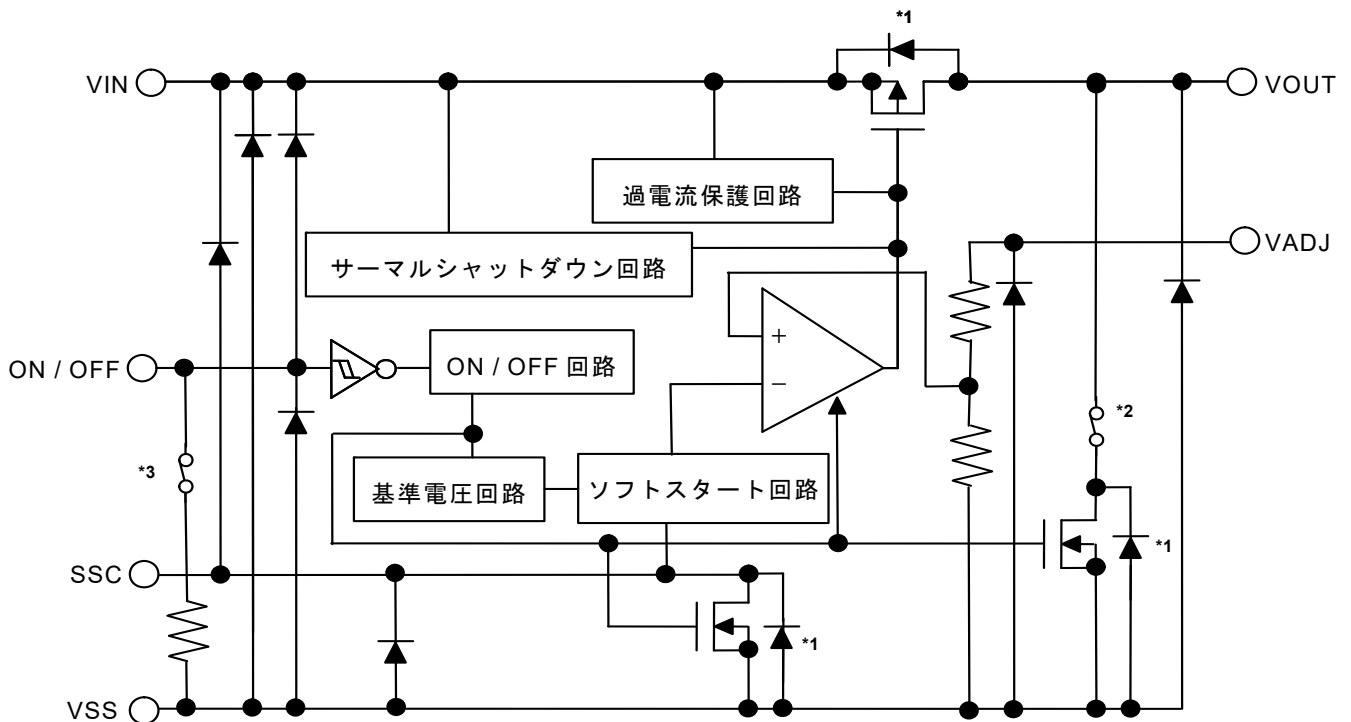 *1
VIN
VOUT
過電流保護回路
VADJ
サーマルシャットダウン回路
+
ON / OFF
ON / OFF 回路
−
*2
*3
基準電圧回路
ソフトスタート回路
*1
SSC
*1
VSS